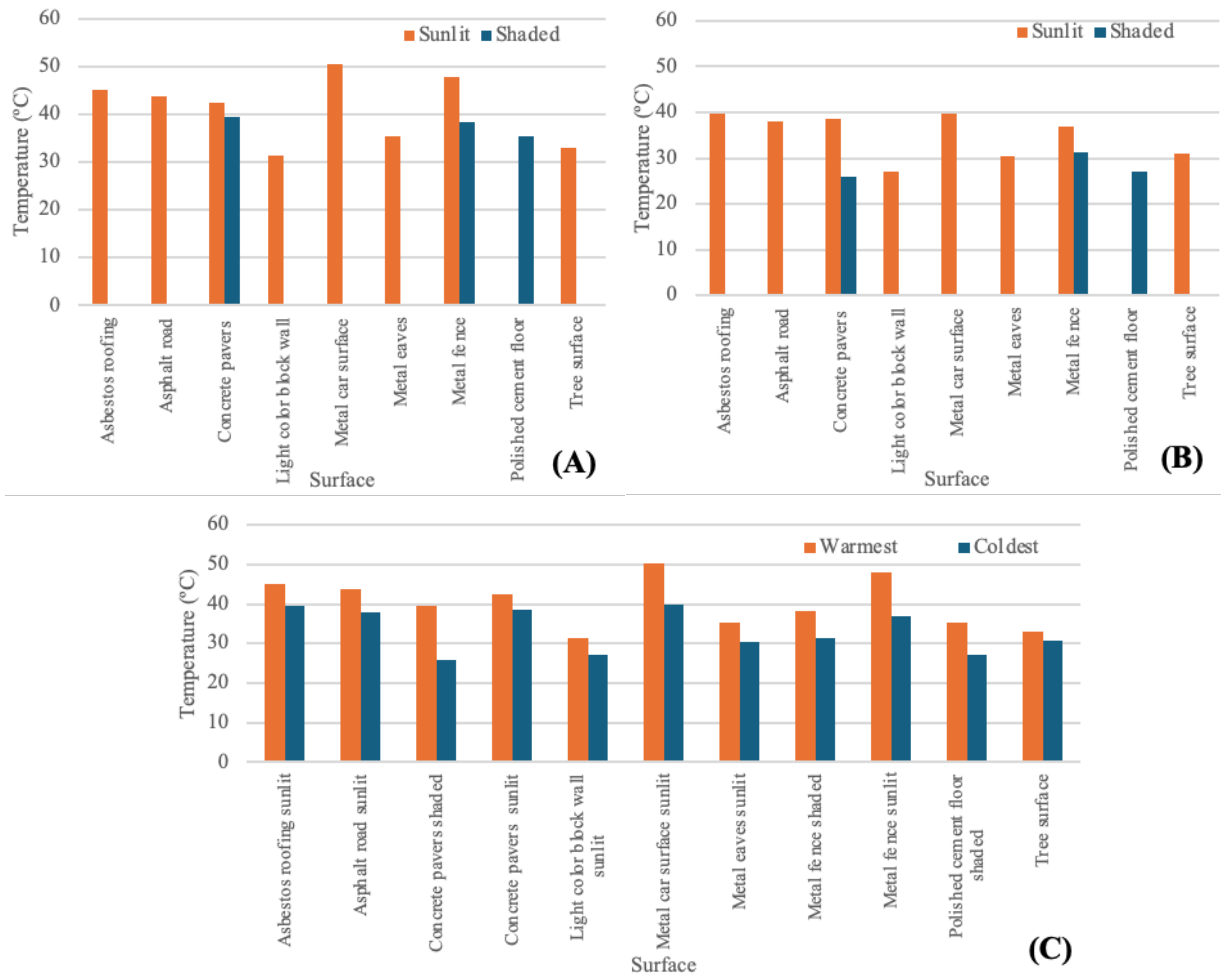 60
50
40
30
20
10
0
Temperature (ºC)
Sunlit Shaded
Asbestos roofing
Asphalt road
Concrete pavers
Light color block wall
Metal car surface
Metal eaves
Metal fence
Polished cement floor
Tree surface
Surface
(A)
60
50
40
30
20
10
0
Temperature (ºC)
Sunlit Shaded
Asbestos roofing
Asphalt road
Concrete pavers
Light color block wall
Metal car surface
Metal eaves
Metal fence
Polished cement floor
Tree surface
Surface
(B)
60
50
40
30
20
10
0
Temperature (ºC)
Warmest Coldest
Asbestos roofing sunlit
Asphalt road sunlit
Concrete pavers shaded
Concrete pavers sunlit
Light color block wall
sunlit
Metal car surface sunlit
Metal eaves sunlit
Metal fence shaded
Metal fence sunlit
Polished cement floor
shaded
Tree surface
Surface
(C)